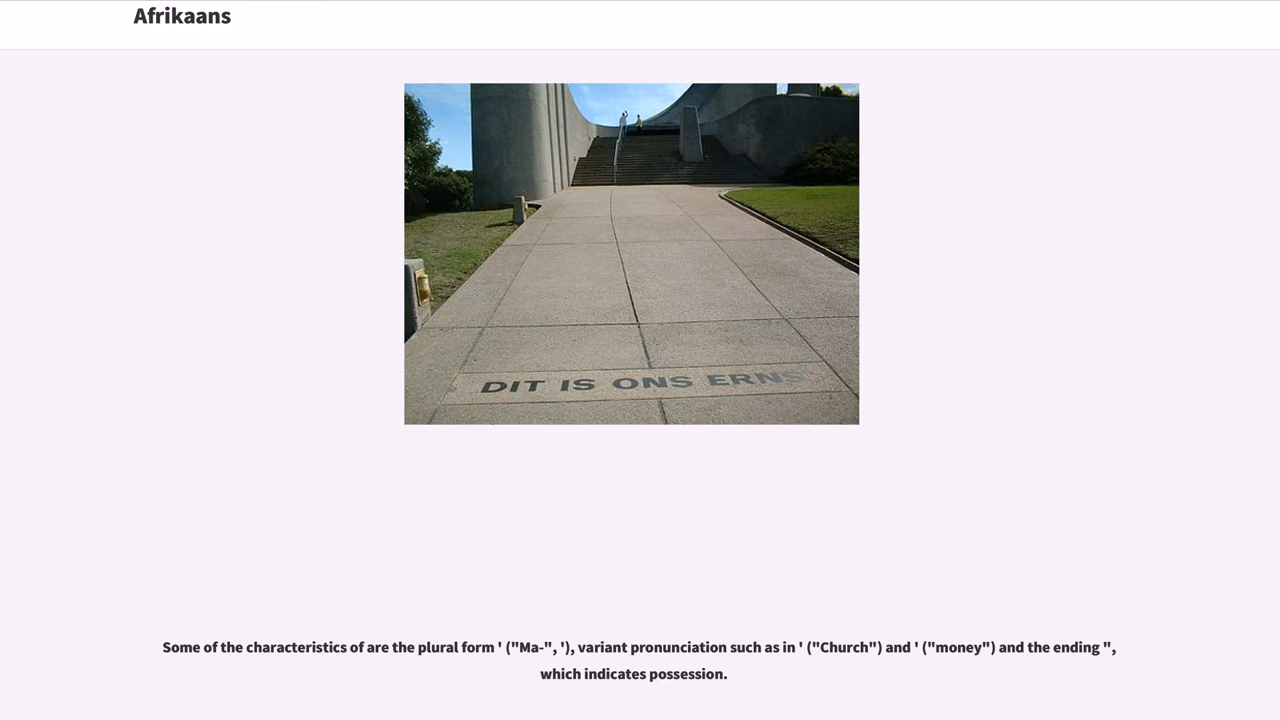 Afrikaans
DIT IS ONS ERNS
Some of the characteristics of are the plural form ' ("Ma-", '), variant pronunciation such as in ' ("Church") and ' ("money") and the ending ",
which indicates possession.